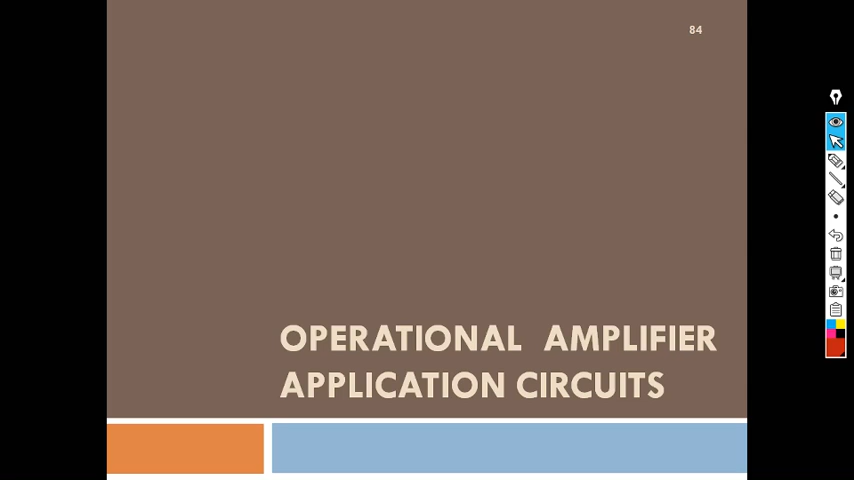 84
OPERATIONAL AMPLIFIER
APPLICATION CIRCUITS